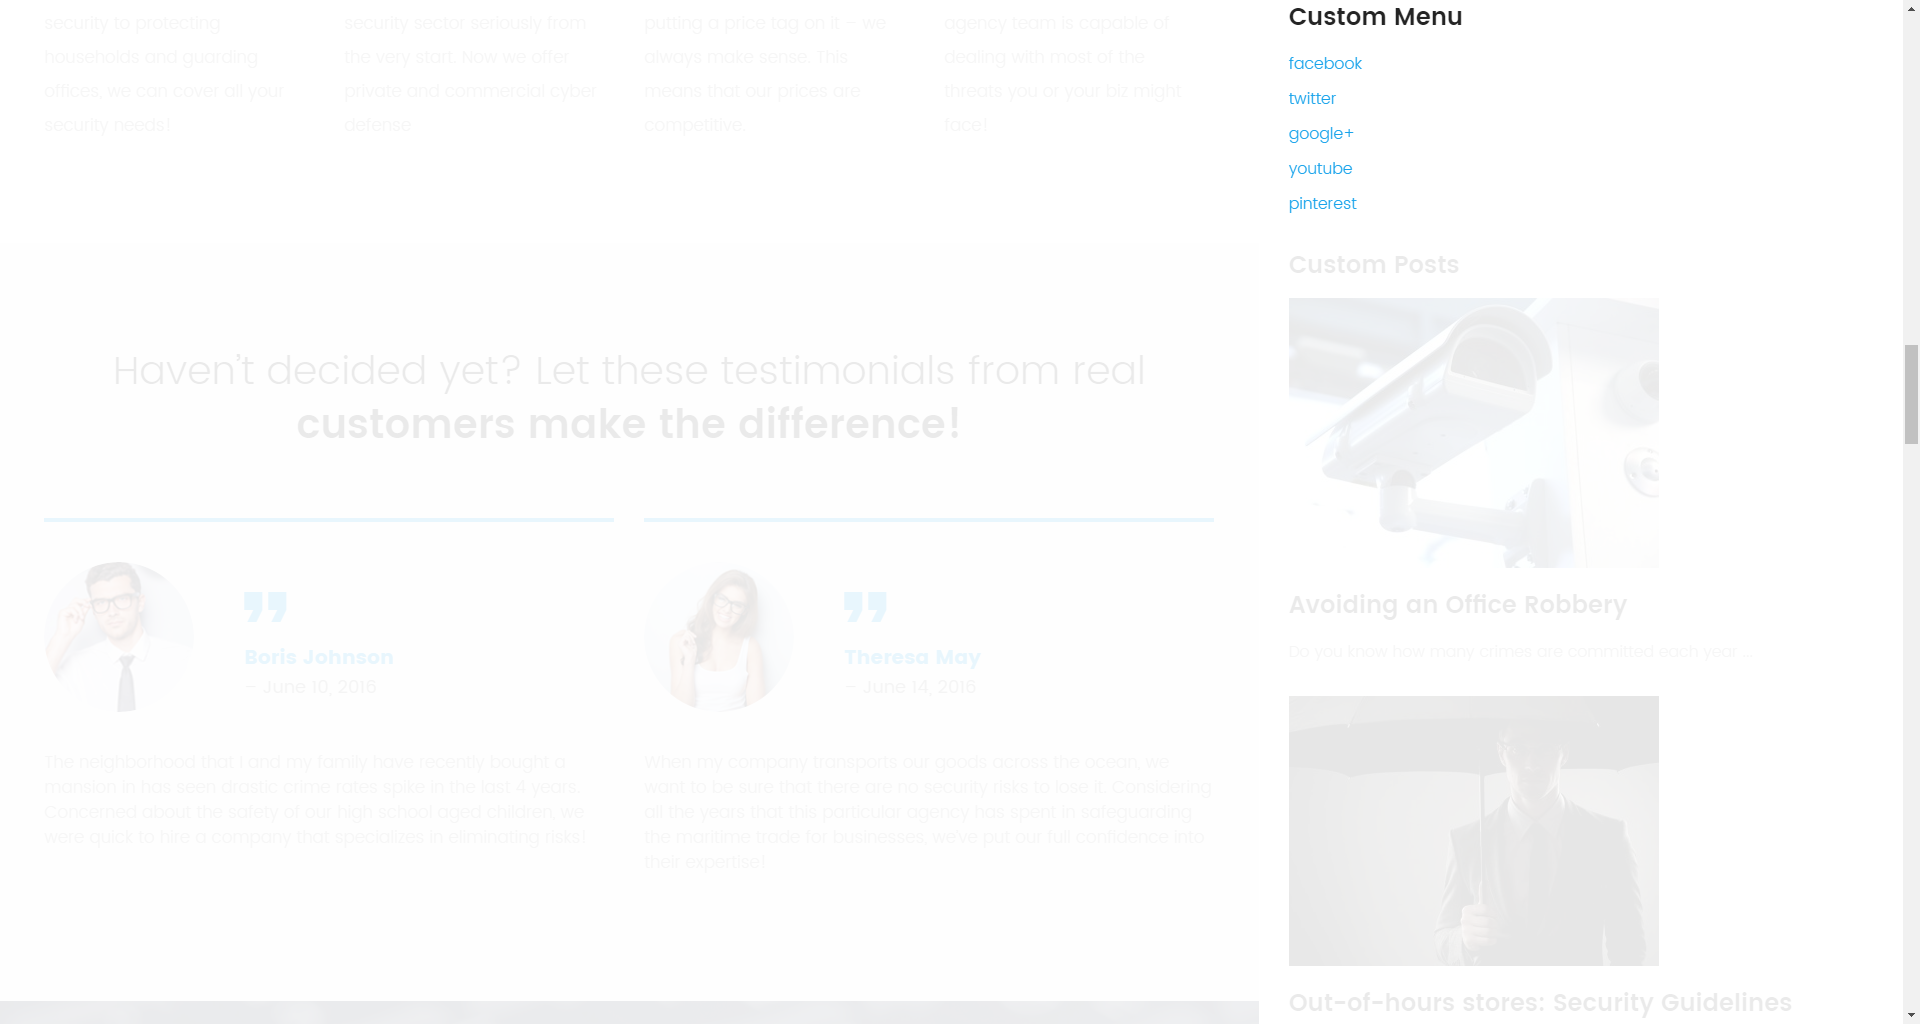 security to protecting
households and guarding
offices, we can cover all your
security needs!
security sector seriously from
the very start. Now we offer
private and commercial cyber
defense
putting a price tag on it – we
always make sense. This
means that our prices are
competitive.
agency team is capable of
dealing with most of the
threats you or your biz might
face!
Haven't decided yet? Let these testimonials from real
customers make the difference!
Boris Johnson
– June 10, 2016
The neighborhood that I and my family have recently bought a
mansion in has seen drastic crime rates spike in the last 4 years.
Concerned about the safety of our high school aged children, we
were quick to hire a company that specializes in eliminating risks!
Theresa May
– June 14, 2016
When my company transports our goods across the ocean, we
want to be sure that there are no security risks to lose it. Considering
all the years that this particular agency has spent in safeguarding
the maritime trade for businesses, we've put our full confidence into
their expertise!
Custom Menu
facebook
twitter
google+
youtube
pinterest
Custom Posts
Avoiding an Office Robbery
Do you know how many crimes are committed each year ...
Out-of-hours stores: Security Guidelines